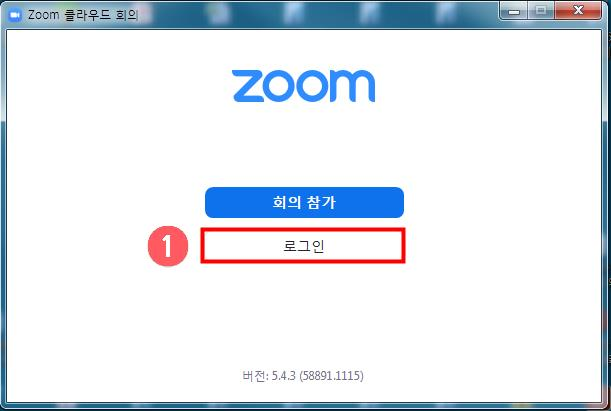 Zoom 클라우드 회의
zoom
회의 참가
1
로그인
버전: 5.4.3 (58891.1115)